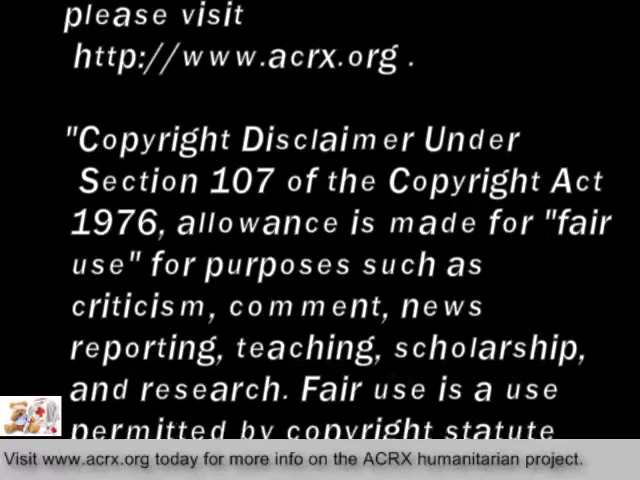 please visit
http://www.acrx.org .
"Copyright Disclaimer Under
Section 107 of the Copyright Act
1976, allowance is made for "fair
use" for purposes such as
criticism, comment, news
reporting, teaching, scholarship,
and research. Fair use is a use
permitted by copyright statute
Visit www.acrx.org today for more info on the ACRX humanitarian project.